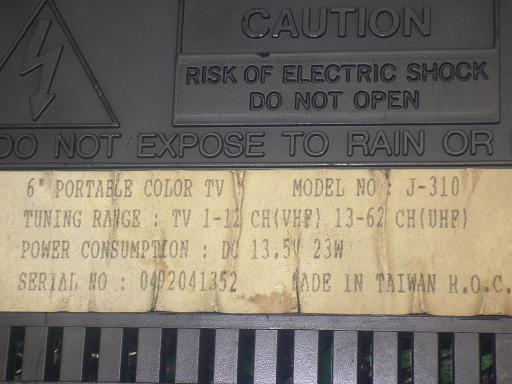 CAUTION
RISK OF ELECTRIC SHOCK
DO NOT OPEN
DO NOT EXPOSE TO RAIN OR
6" PORTABLE COLOR TV MODEL NO : J-310
TUNING RANGE : TV 1-12 CH(VHF) 13-62 CH(UHF)
POWER CONSUMPTION : DC 13.5V 23W
SERIAL NO : 0492041352 MADE IN TAIWAN R.O.C.